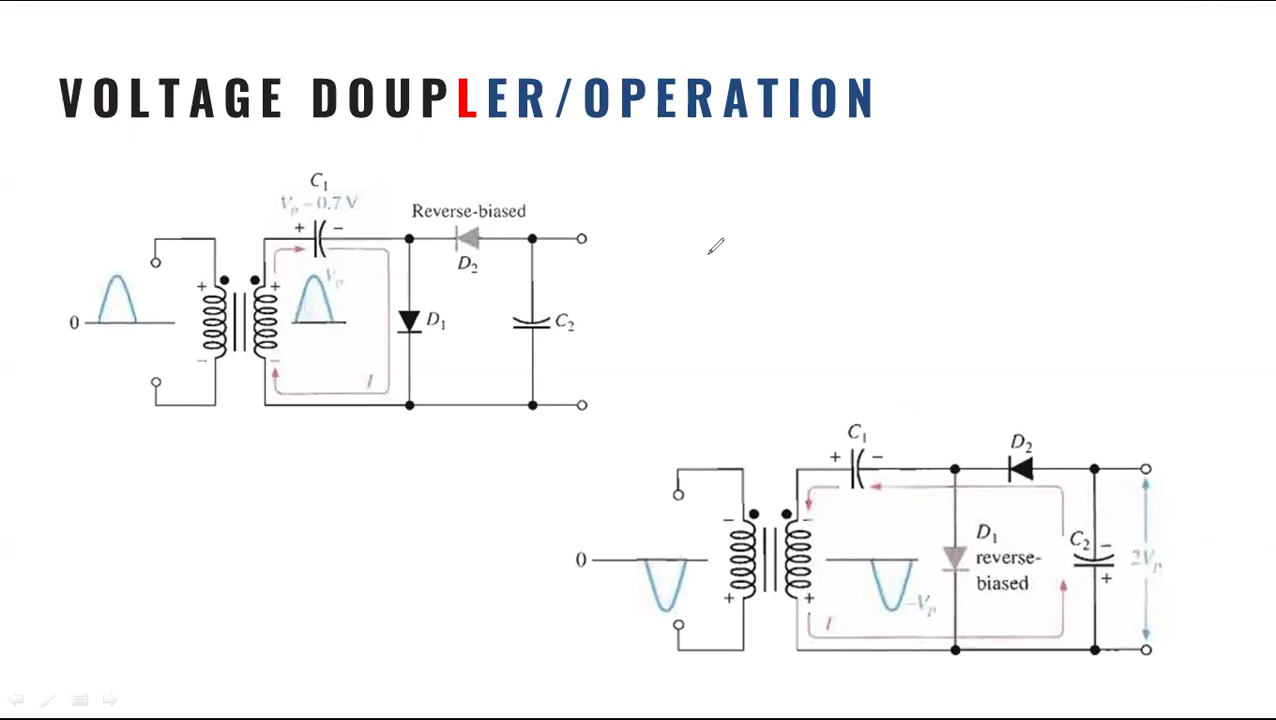 VOLTAGE DOUPLER/OPERATION
C1
Vp – 0.7 V
+ –
Reverse-biased
D2
+ + Vp
0
D1
C2
– –
I
C1
+ –
D2
– –
D1
reverse-
biased
C2 –
+
2Vp
0
+ +
–Vp
I